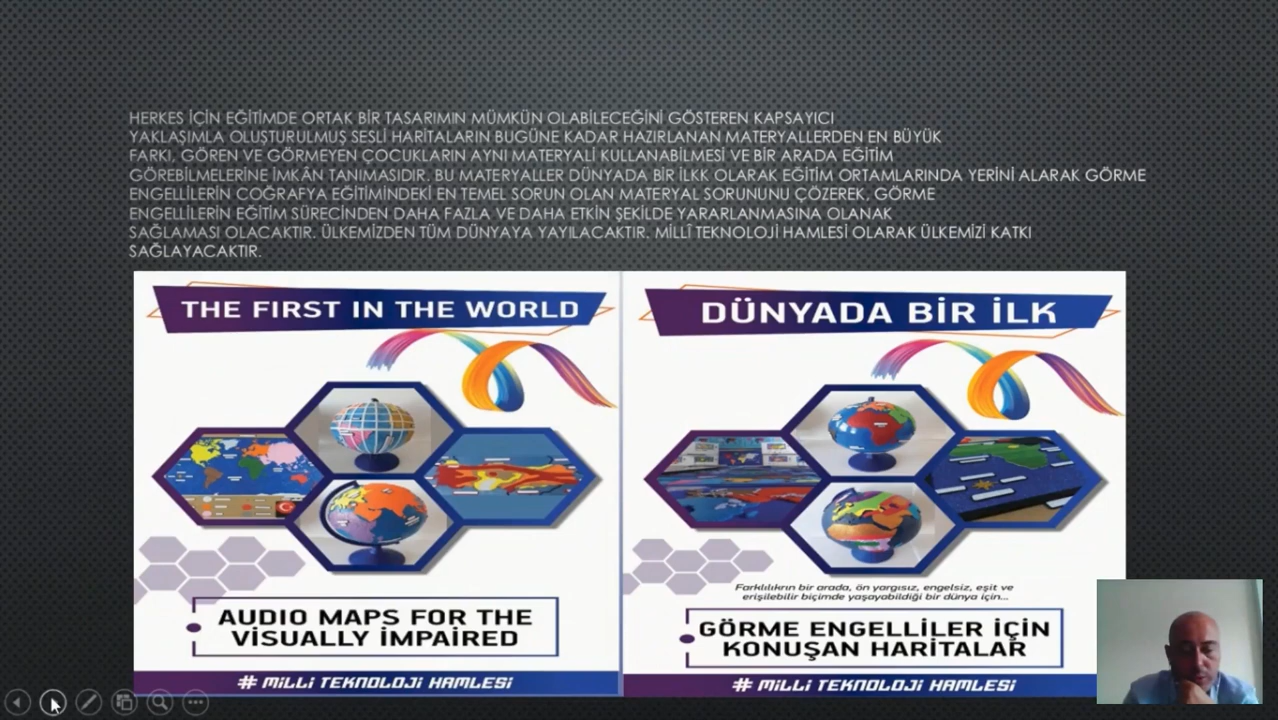 HERKES İÇİN EĞİTİMDE ORTAK BİR TASARIMIN MÜMKÜN OLABİLECEĞİNİ GÖSTEREN KAPSAYICI
YAKLAŞIMLA OLUŞTURULMUŞ SESLİ HARİTALARIN BUGÜNE KADAR HAZIRLANAN MATERYALLERDEN EN BÜYÜK
FARKI, GÖREN VE GÖRMEYEN ÇOCUKLARIN AYNI MATERYALİ KULLANABİLMESİ VE BİR ARADA EĞİTİM
GÖREBİLMELERİNE İMKÂN TANIMASIDIR. BU MATERYALLER DÜNYADA BİR İLKK OLARAK EĞİTİM ORTAMLARINDA YERİNİ ALARAK GÖRME
ENGELLİLERİN COĞRAFYA EĞİTİMİNDEKİ EN TEMEL SORUN OLAN MATERYAL SORUNUNU ÇÖZEREK, GÖRME
ENGELLİLERİN EĞİTİM SÜRECİNDEN DAHA FAZLA VE DAHA ETKİN ŞEKİLDE YARARLANMASINA OLANAK
SAĞLAMASI OLACAKTIR. ÜLKEMİZDEN TÜM DÜNYAYA YAYILACAKTIR. MİLLÎ TEKNOLOJİ HAMLESİ OLARAK ÜLKEMİZİ KATKI
SAĞLAYACAKTIR.
THE FIRST IN THE WORLD
AUDIO MAPS FOR THE
VISUALLY İMPAİRED
# MİLLİ TEKNOLOJİ HAMLESİ
DÜNYADA BİR İLK
Farklılıkrın bir arada, ön yargısız, engelsiz, eşit ve
erişilebilir biçimde yaşayabildiği bir dünya için...
GÖRME ENGELLİLER İÇİN
KONUŞAN HARİTALAR
# MİLLİ TEKNOLOJİ HAMLESİ